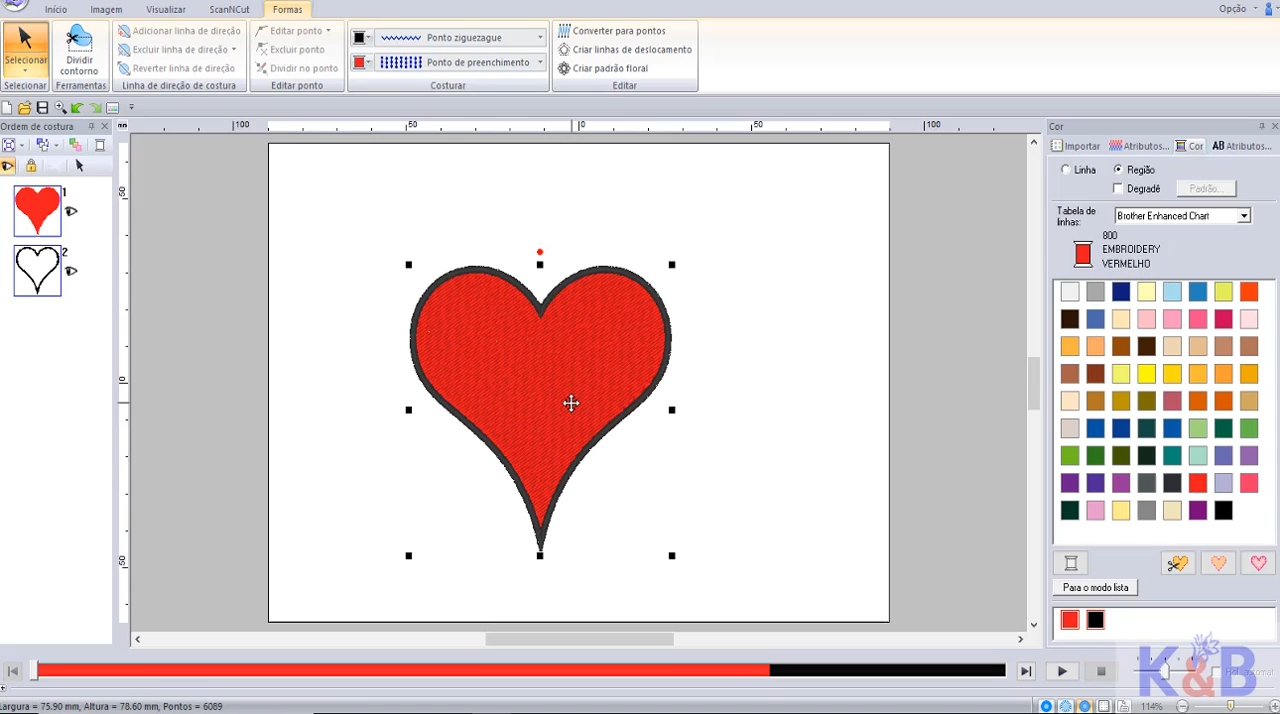 Início Imagem Visualizar ScanNCut Formas Opção
Selecionar
Dividir
contorno
Adicionar linha de direção
Excluir linha de direção
Reverter linha de direção
Editar ponto
Excluir ponto
Dividir no ponto
Ponto ziguezague
Ponto de preenchimento
Converter para pontos
Criar linhas de deslocamento
Criar padrão floral
Selecionar Ferramentas Linha de direção de costura Editar ponto Costurar Editar
Ordem de costura
1
2
mm 100 50 0 50 100
50
0
50
Cor
Importar Atributos... Cor AB Atributos...
Linha Região
Degradê Padrão...
Tabela de
linhas:
Brother Enhanced Chart
800
EMBROIDERY
VERMELHO
Para o modo lista
K&B
Largura = 75.90 mm, Altura = 78.60 mm, Pontos = 6089
114%